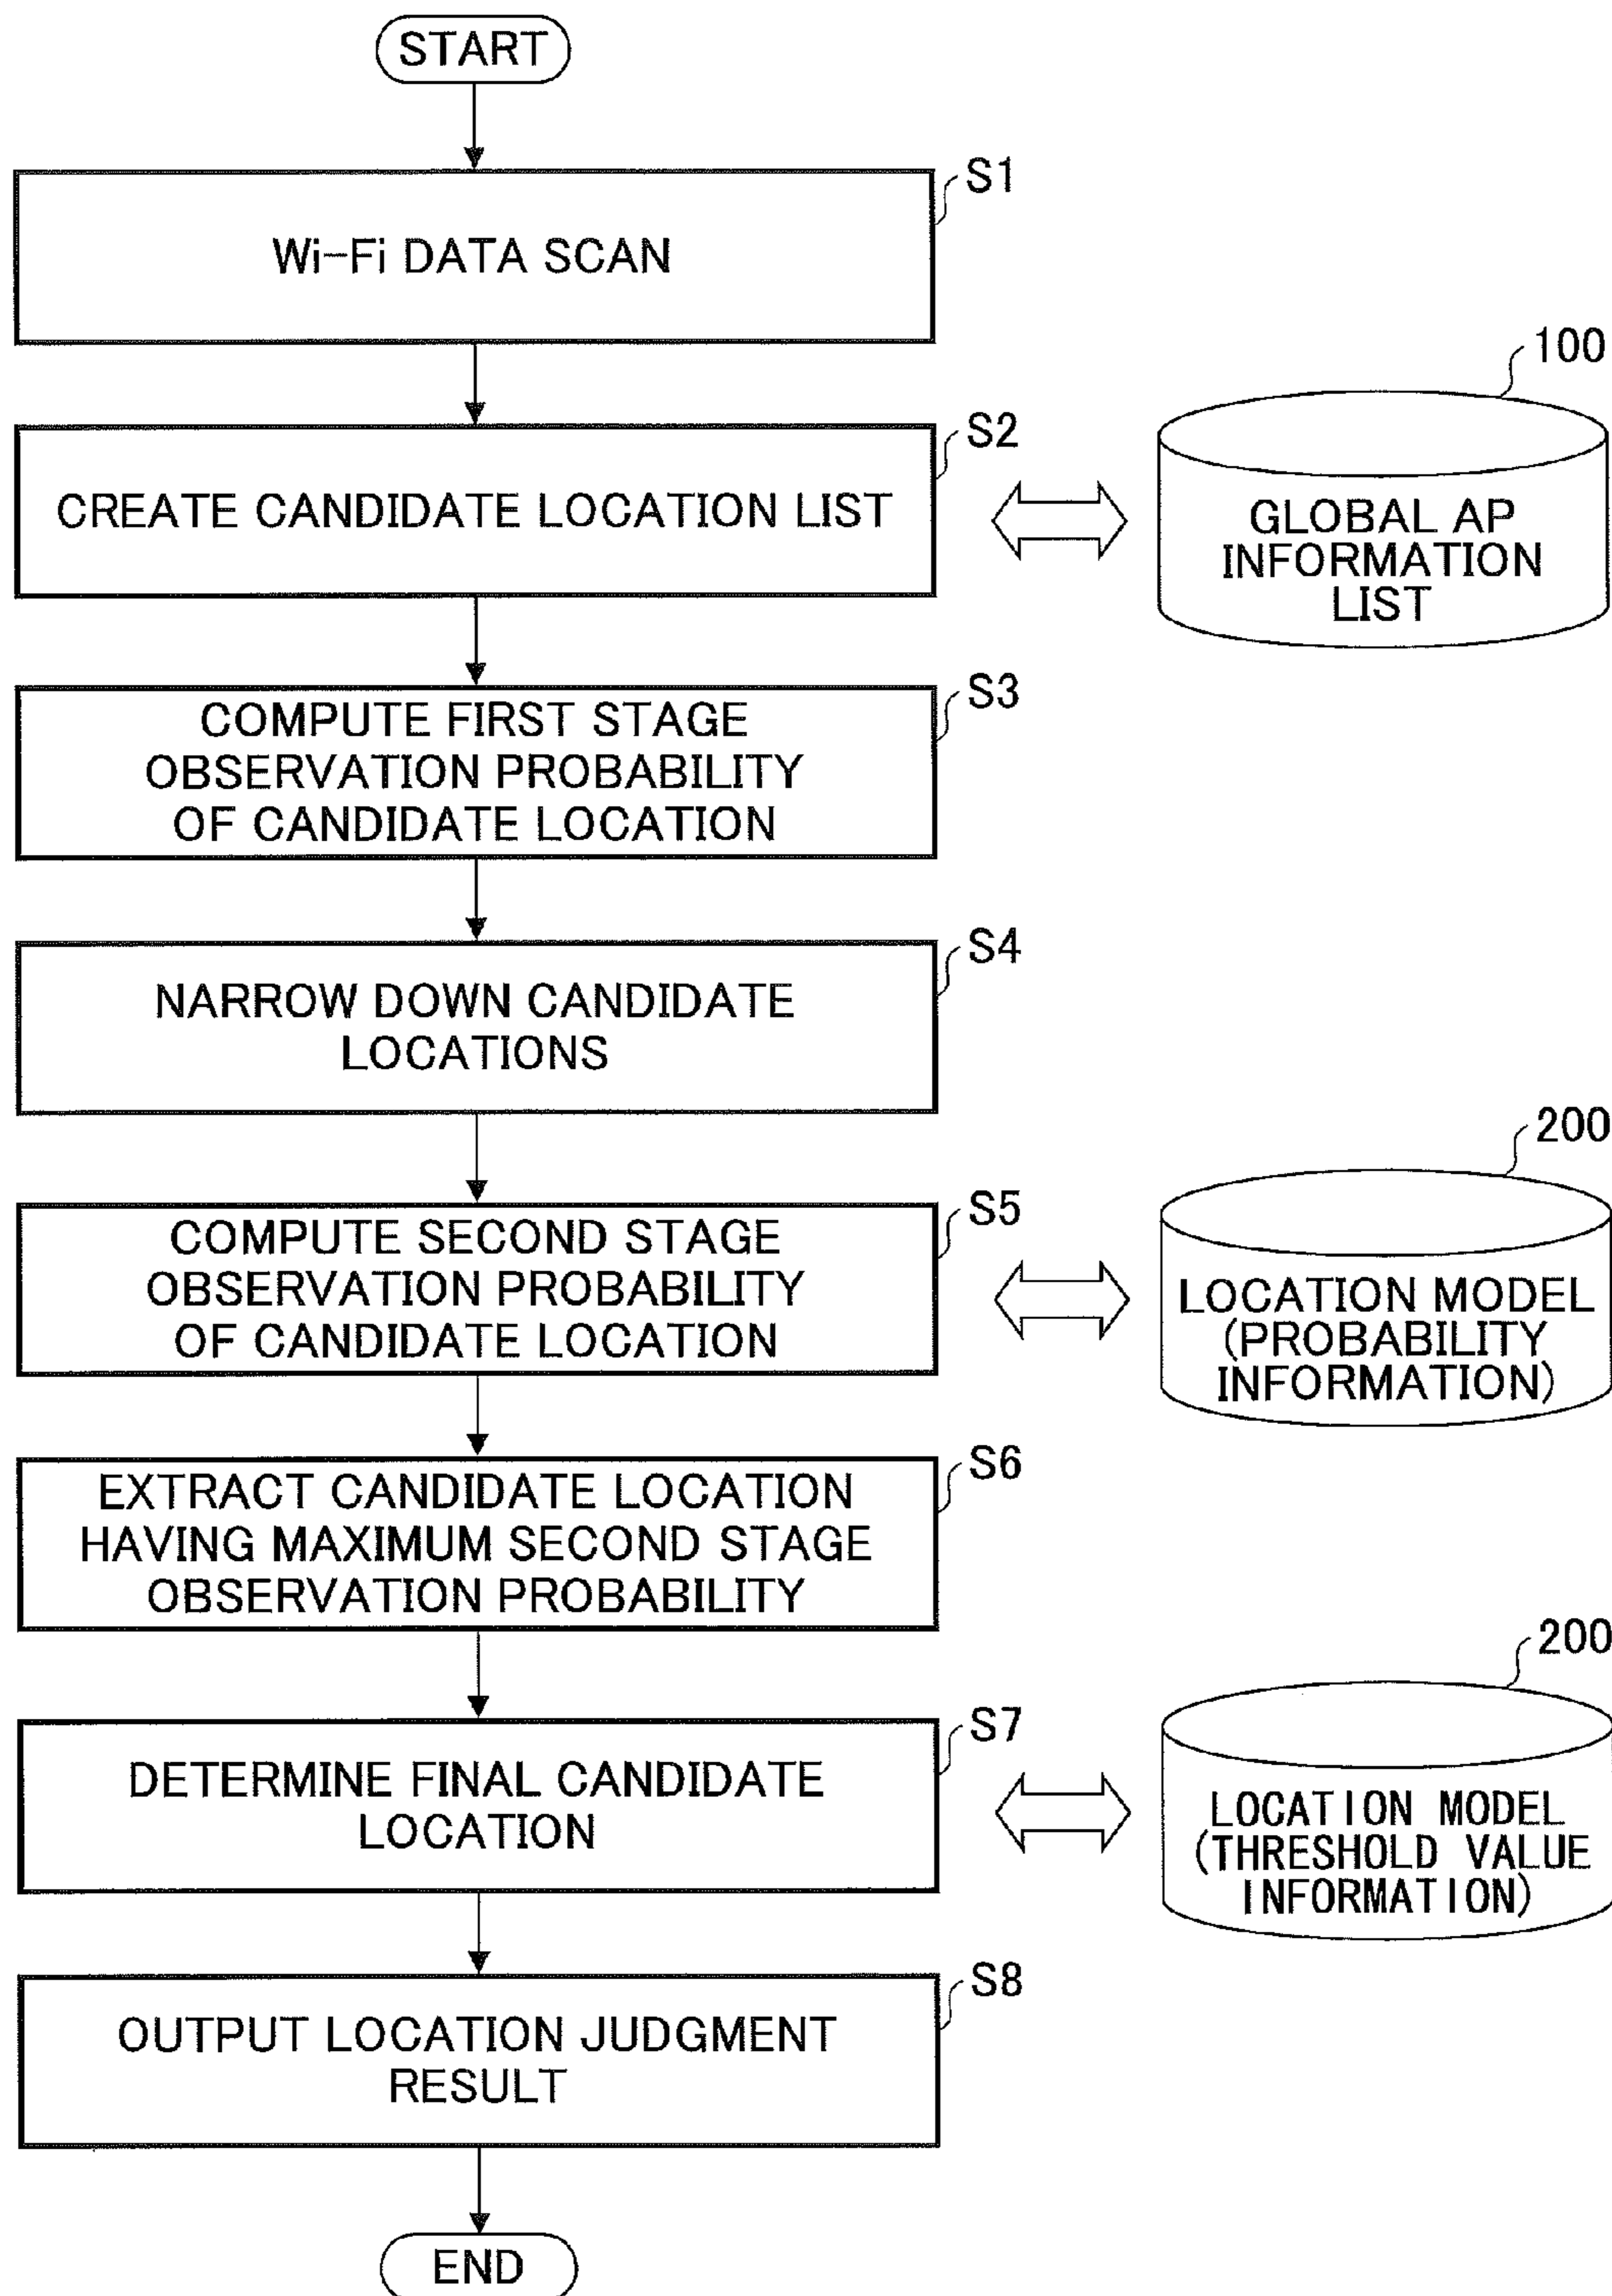 START
S1
Wi-Fi DATA SCAN
S2
CREATE CANDIDATE LOCATION LIST
100
GLOBAL AP
INFORMATION
LIST
S3
COMPUTE FIRST STAGE
OBSERVATION PROBABILITY
OF CANDIDATE LOCATION
S4
NARROW DOWN CANDIDATE
LOCATIONS
S5
COMPUTE SECOND STAGE
OBSERVATION PROBABILITY
OF CANDIDATE LOCATION
200
LOCATION MODEL
(PROBABILITY
INFORMATION)
S6
EXTRACT CANDIDATE LOCATION
HAVING MAXIMUM SECOND STAGE
OBSERVATION PROBABILITY
S7
DETERMINE FINAL CANDIDATE
LOCATION
200
LOCATION MODEL
(THRESHOLD VALUE
INFORMATION)
S8
OUTPUT LOCATION JUDGMENT
RESULT
END